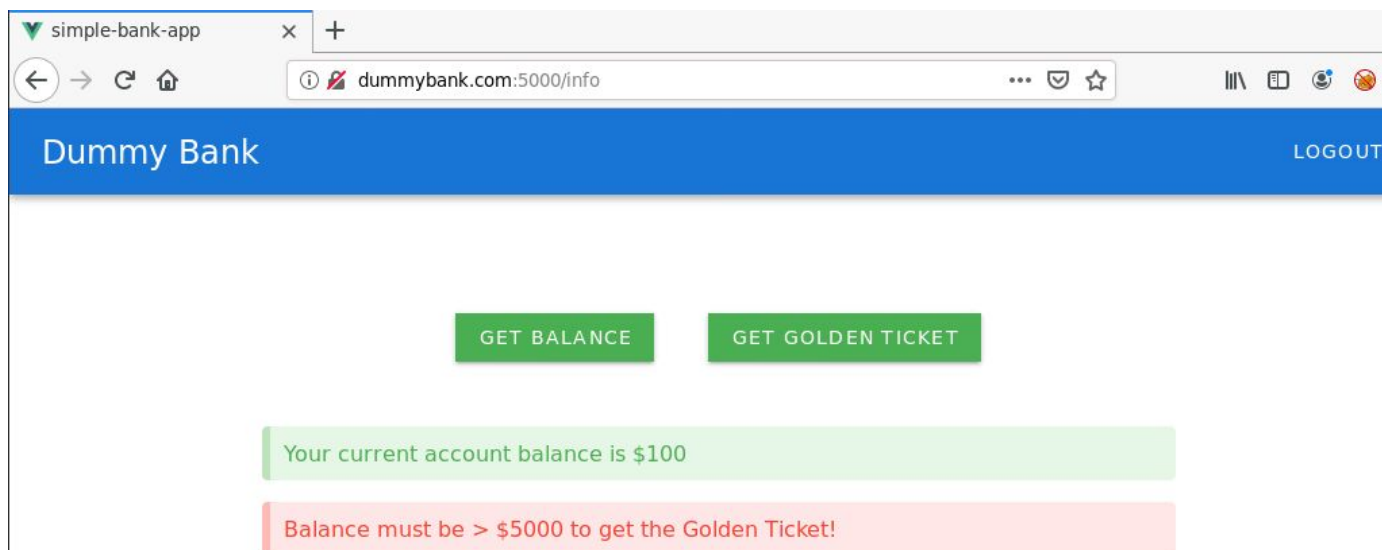 simple-bank-app
dummybank.com:5000/info
Dummy Bank
LOGOUT
GET BALANCE GET GOLDEN TICKET
Your current account balance is $100
Balance must be > $5000 to get the Golden Ticket!